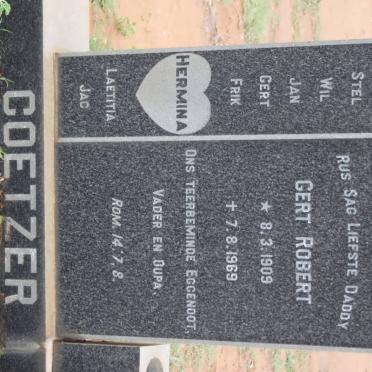 STEL
WIL
JAN
GERT
FRIK
HERMINA
LAETITIA
JAC
RUS SAG LIEFSTE DADDY
GERT ROBERT
★ 8.3.1909
✝ 7.8.1969
ONS TEERBEMINDE EGGENOOT,
VADER EN OUPA.
ROM. 14.7.8.
COETZER